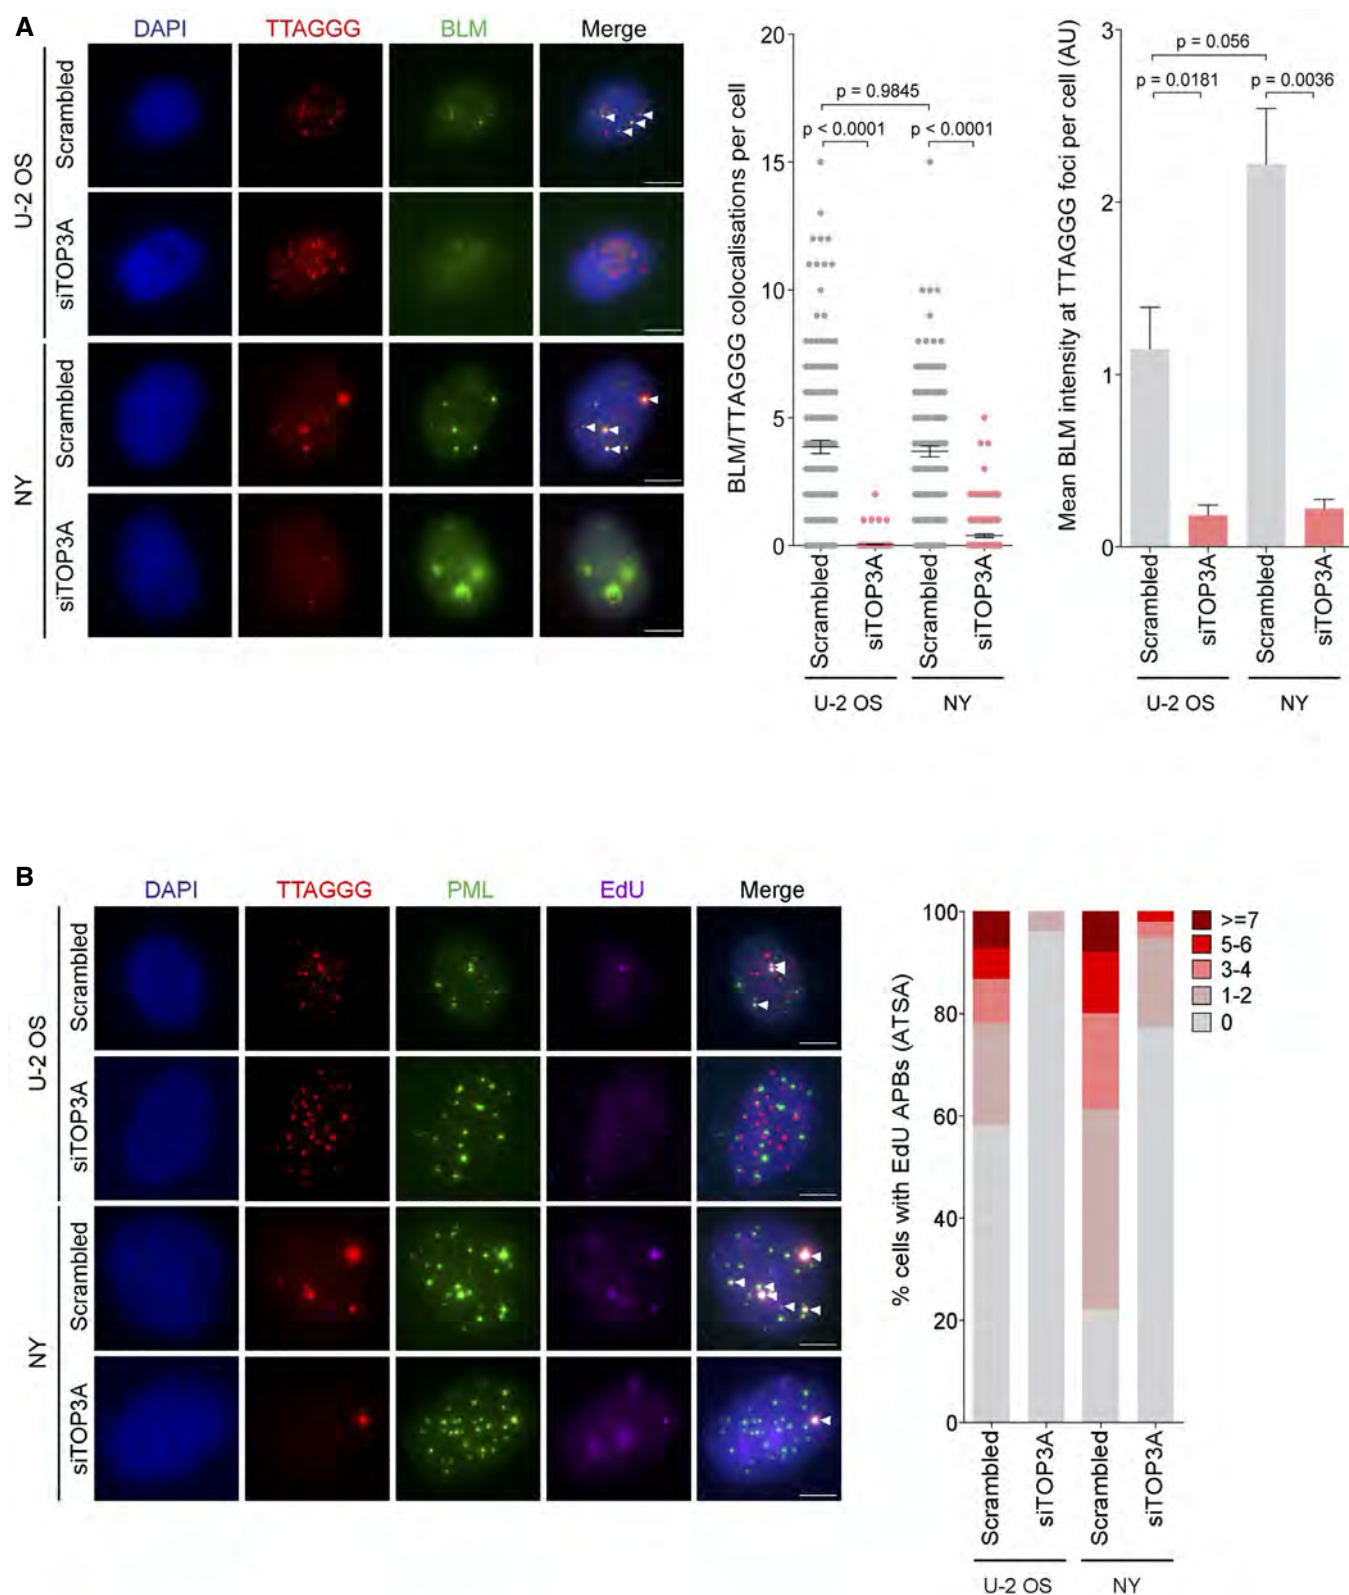 A
DAPI TTAGGG BLM Merge
U-2 OS
Scrambled
siTOP3A
NY
Scrambled
siTOP3A
BLM/TTAGGG colocalisations per cell
20
15
10
5
0
p = 0.9845
p < 0.0001 p < 0.0001
Scrambled siTOP3A Scrambled siTOP3A
U-2 OS NY
Mean BLM intensity at TTAGGG foci per cell (AU)
3
2
1
0
p = 0.056
p = 0.0181 p = 0.0036
Scrambled siTOP3A Scrambled siTOP3A
U-2 OS NY
B
DAPI TTAGGG PML EdU Merge
U-2 OS
Scrambled
siTOP3A
NY
Scrambled
siTOP3A
% cells with EdU APBs (ATSA)
100
80
60
40
20
0
>=7
5-6
3-4
1-2
0
Scrambled siTOP3A Scrambled siTOP3A
U-2 OS NY